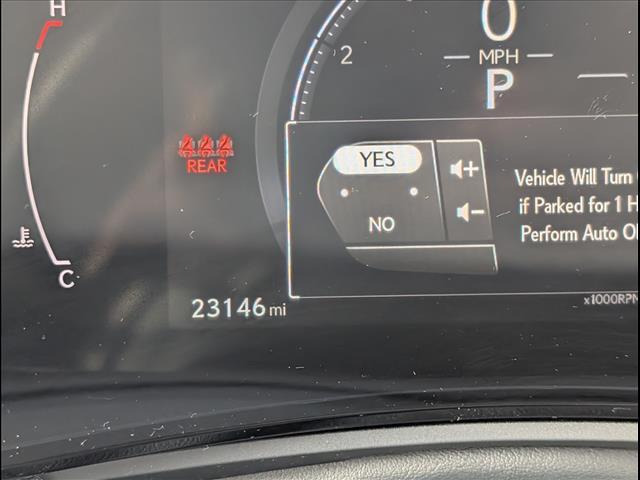 H
0
MPH
2
P
REAR
YES
NO
Vehicle Will Turn
if Parked for 1 H
Perform Auto
C
23146 mi
x1000RPM